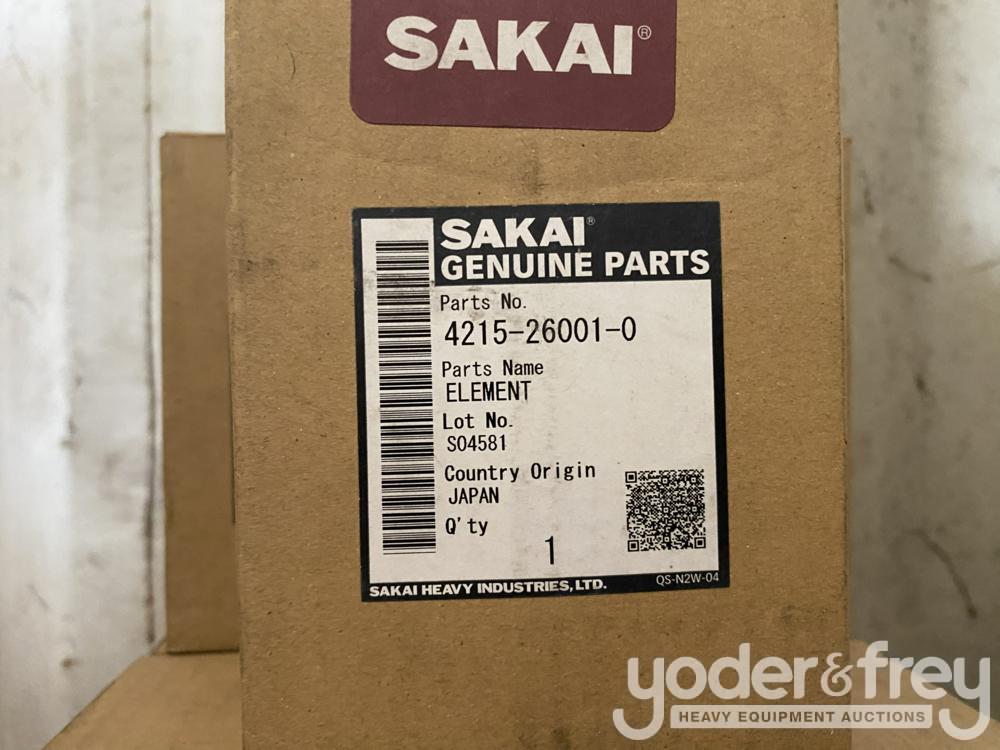 SAKAI®
SAKAI®
GENUINE PARTS
Parts No.
4215-26001-0
Parts Name
ELEMENT
Lot No.
S04581
Country Origin
JAPAN
Q'ty
1
SAKAI HEAVY INDUSTRIES, LTD.
QS-N2W-04
yoder&frey
HEAVY EQUIPMENT AUCTIONS